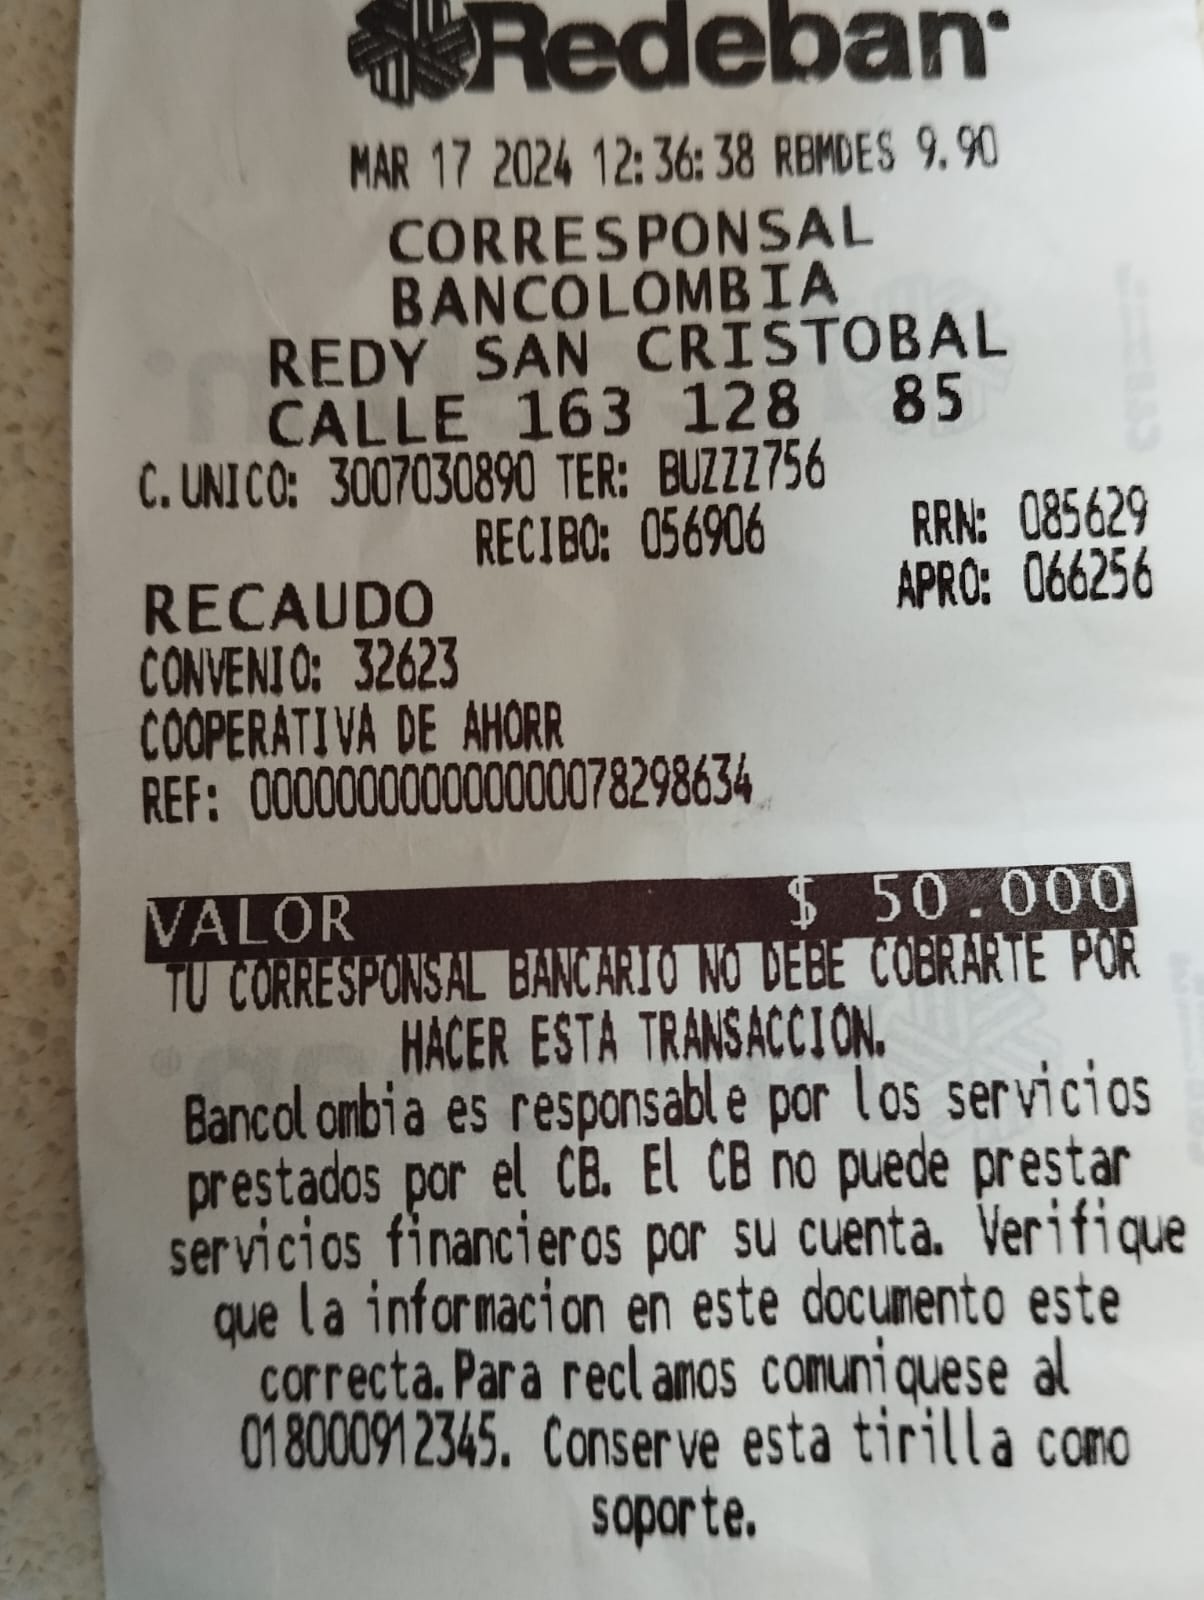 Redeban
MAR 17 2024 12:36:38 RBMDES 9.90
CORRESPONSAL
BANCOLOMBIA
REDY SAN CRISTOBAL
CALLE 163 128 85
C.UNICO: 3007030890 TER: BUZZZ756
RECIBO: 056906 RRN: 085629
RECAUDO APRO: 066256
CONVENIO: 32623
COOPERATIVA DE AHORR
REF: 0000000000000000078298634
VALOR $ 50.000
TU CORRESPONSAL BANCARIO NO DEBE COBRARTE POR
HACER ESTA TRANSACCION.
Bancolombia es responsable por los servicios
prestados por el CB. El CB no puede prestar
servicios financieros por su cuenta. Verifique
que la informacion en este documento este
correcta.Para reclamos comuniquese al
018000912345. Conserve esta tirilla como
soporte.